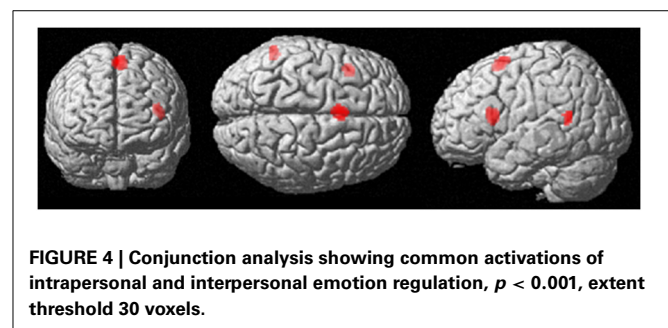 FIGURE 4 | Conjunction analysis showing common activations of
intrapersonal and interpersonal emotion regulation, p < 0.001, extent
threshold 30 voxels.